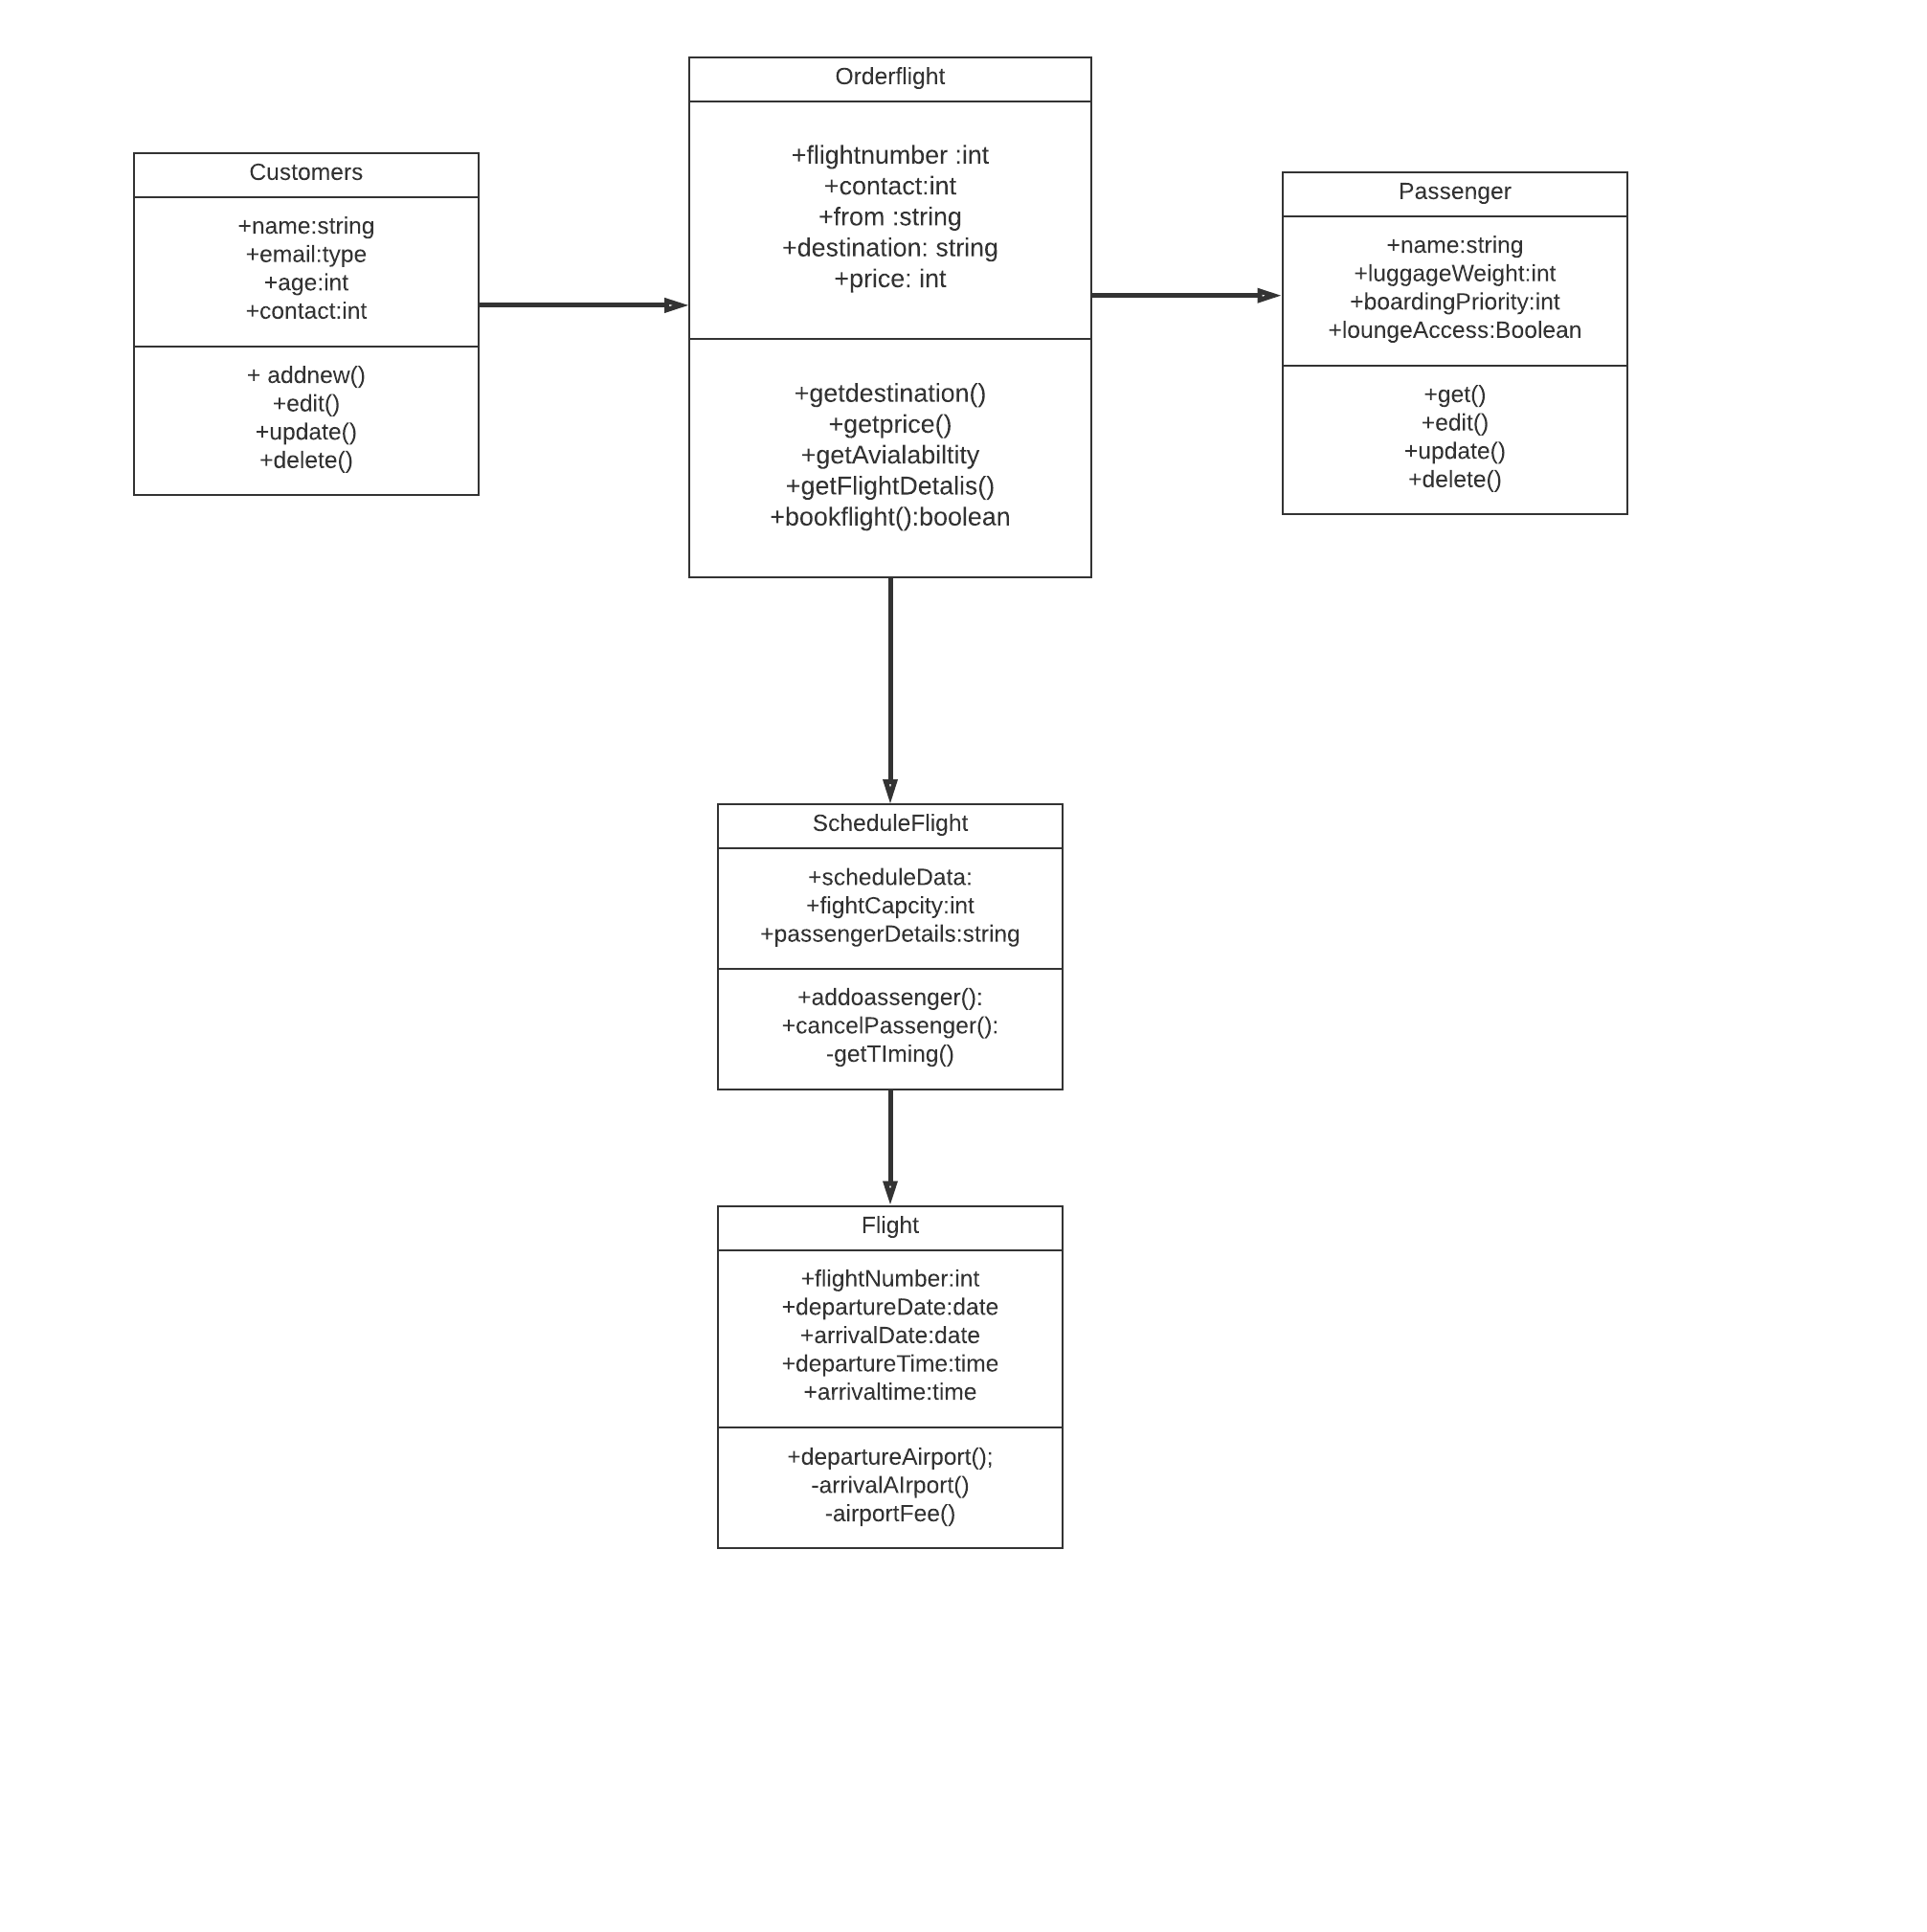 Orderflight
+flightnumber :int
+contact:int
+from :string
+destination: string
+price: int
+getdestination()
+getprice()
+getAvialabiltity
+getFlightDetalis()
+bookflight():boolean
Customers
+name:string
+email:type
+age:int
+contact:int
+ addnew()
+edit()
+update()
+delete()
Passenger
+name:string
+luggageWeight:int
+boardingPriority:int
+loungeAccess:Boolean
+get()
+edit()
+update()
+delete()
ScheduleFlight
+scheduleData:
+fightCapcity:int
+passengerDetails:string
+addoassenger():
+cancelPassenger():
-getTIming()
Flight
+flightNumber:int
+departureDate:date
+arrivalDate:date
+departureTime:time
+arrivaltime:time
+departureAirport();
-arrivalAIrport()
-airportFee()